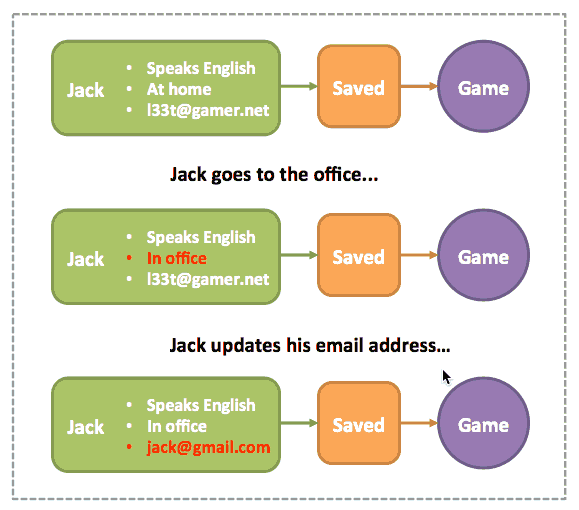 Jack
• Speaks English
• At home
• l33t@gamer.net
Saved
Game
Jack goes to the office...
Jack
• Speaks English
• In office
• l33t@gamer.net
Saved
Game
Jack updates his email address...
Jack
• Speaks English
• In office
• jack@gmail.com
Saved
Game